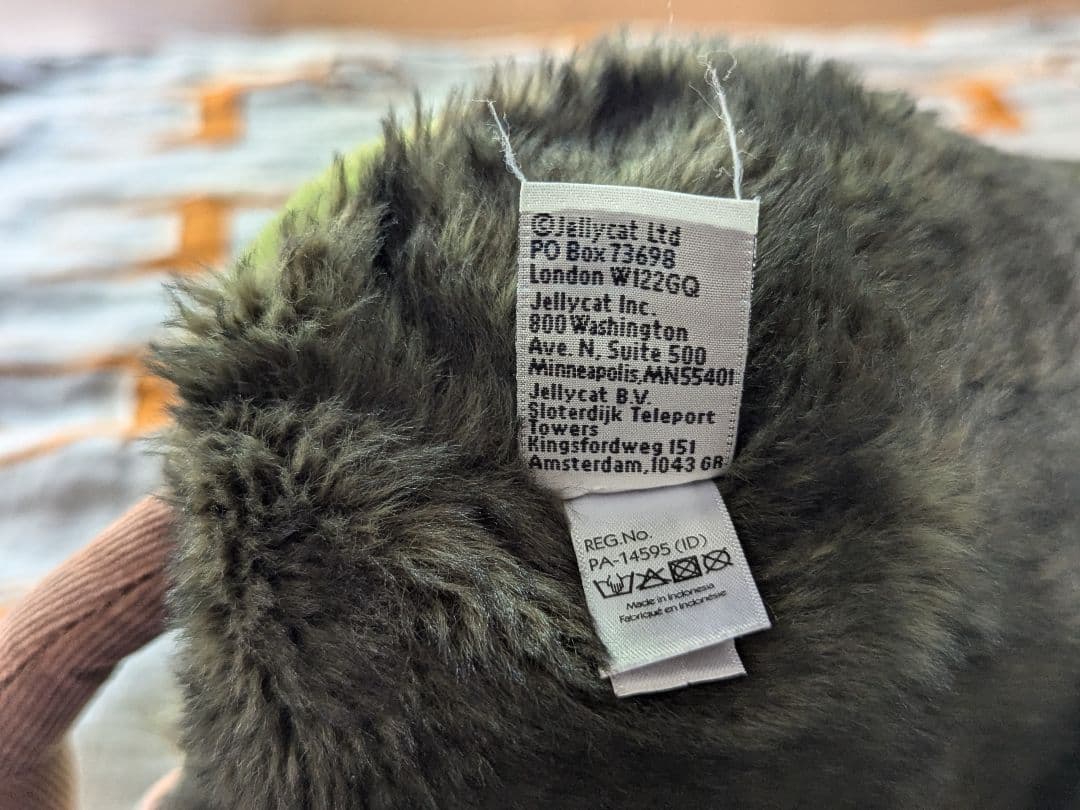 ©Jellycat Ltd
PO Box 73698
London W122GQ
Jellycat Inc.
800 Washington
Ave. N, Suite 500
Minneapolis,MN55401
Jellycat B.V.
Sloterdijk Teleport
Towers
Kingsfordweg 151
Amsterdam,1043 GR
REG.No.
PA-14595 (ID)
Made in Indonesia
Fabriqué en Indonésie